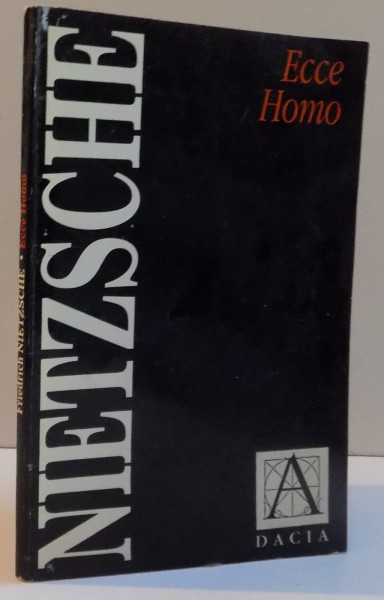 Friedrich NIETZSCHE • Ecce Homo
NIETZSCHE
Ecce
Homo
A
DACIA